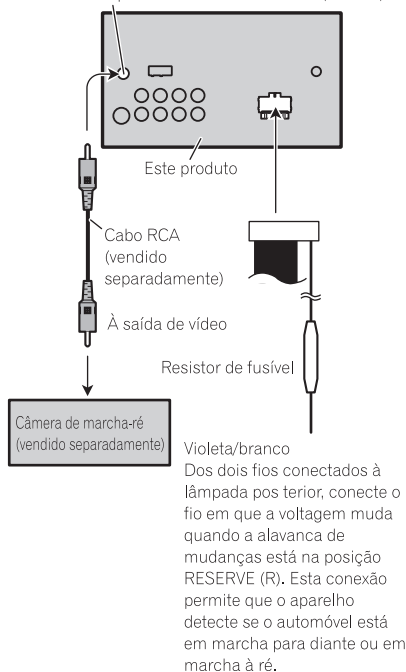 Este produto
Cabo RCA
(vendido
separadamente)
À saída de vídeo
Resistor de fusível
Câmera de marcha-ré
(vendido separadamente)
Violeta/branco
Dos dois fios conectados à
lâmpada pos terior, conecte o
fio em que a voltagem muda
quando a alavanca de
mudanças está na posição
RESERVE (R). Esta conexão
permite que o aparelho
detecte se o automóvel está
em marcha para diante ou em
marcha à ré.